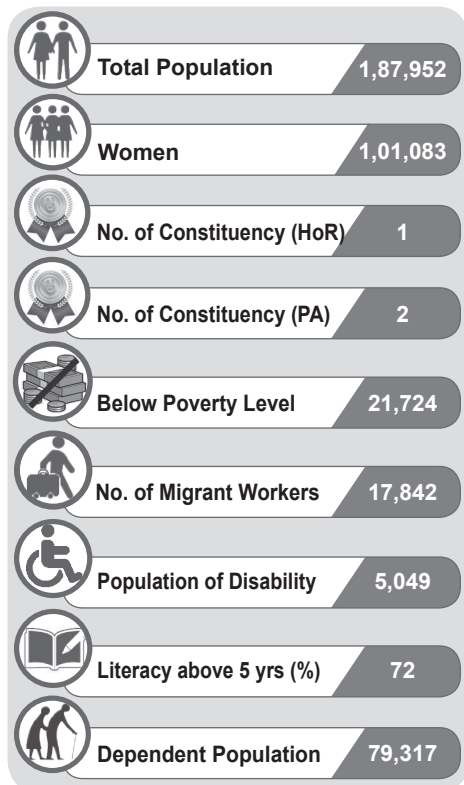 Total Population 1,87,952
Women 1,01,083
No. of Constituency (HoR) 1
No. of Constituency (PA) 2
Below Poverty Level 21,724
No. of Migrant Workers 17,842
Population of Disability 5,049
Literacy above 5 yrs (%) 72
Dependent Population 79,317